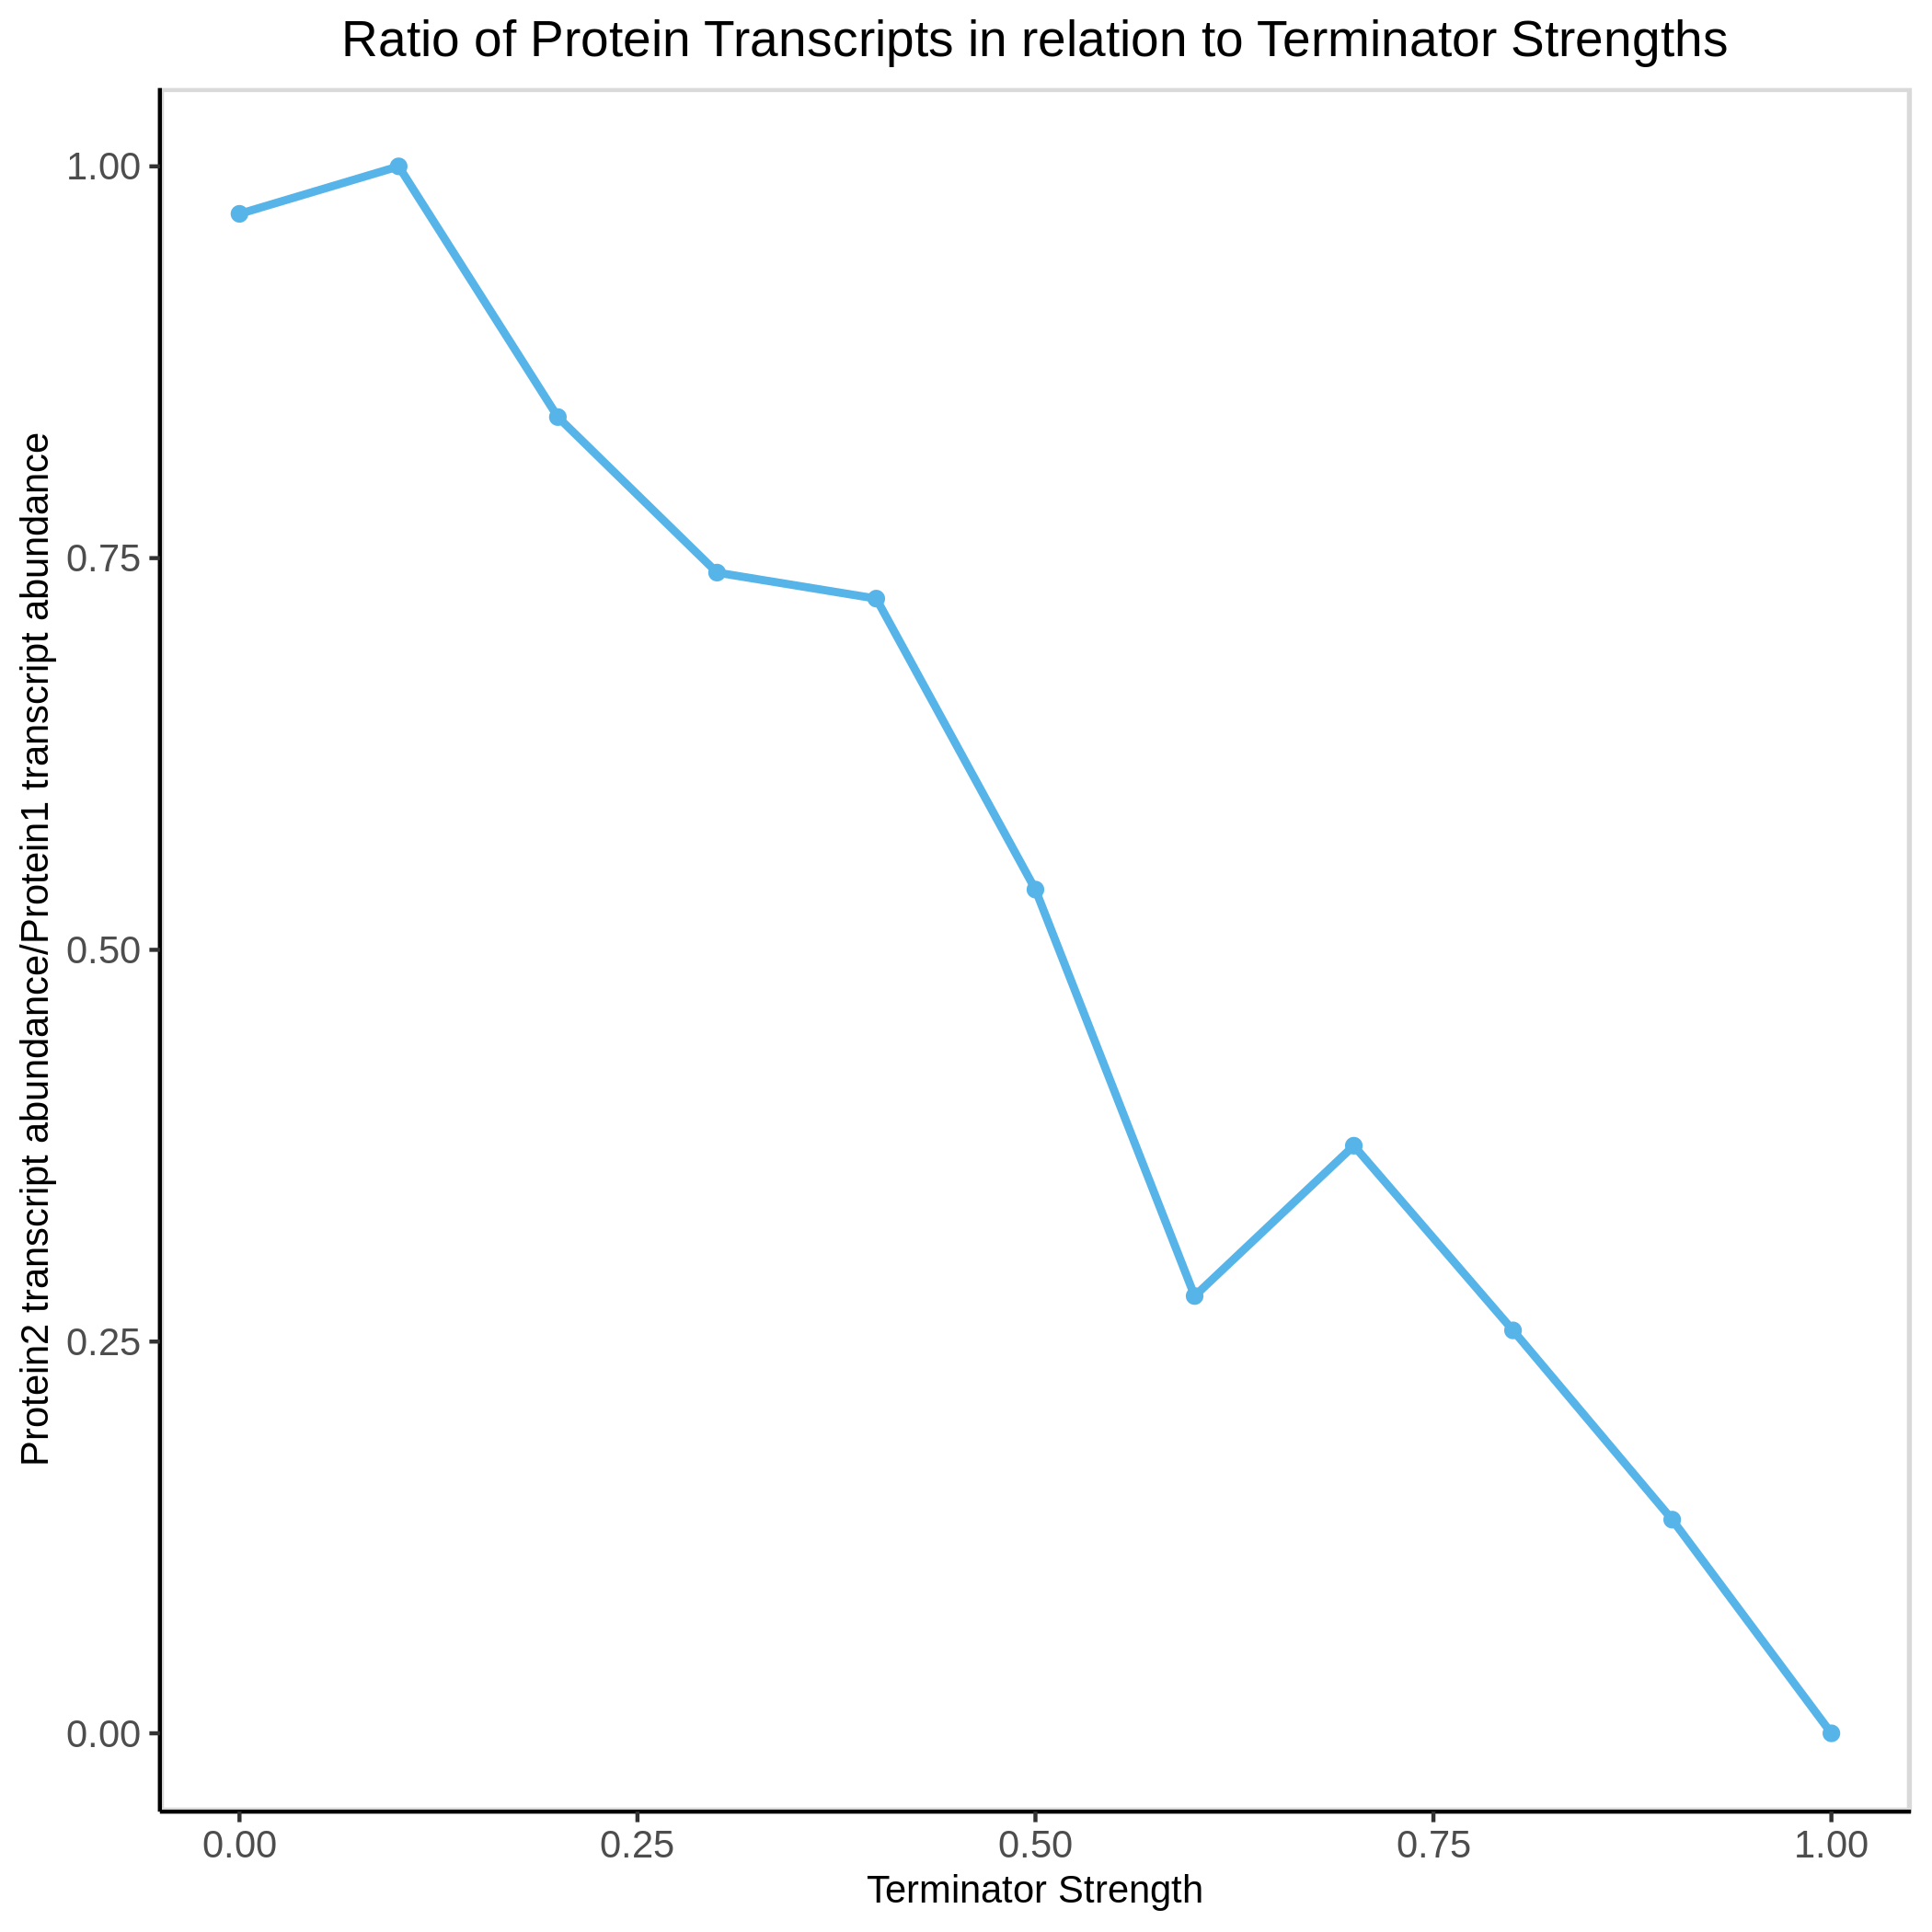 Ratio of Protein Transcripts in relation to Terminator Strengths
Protein2 transcript abundance/Protein1 transcript abundance
1.00
0.75
0.50
0.25
0.00
0.00 0.25 0.50 0.75 1.00
Terminator Strength